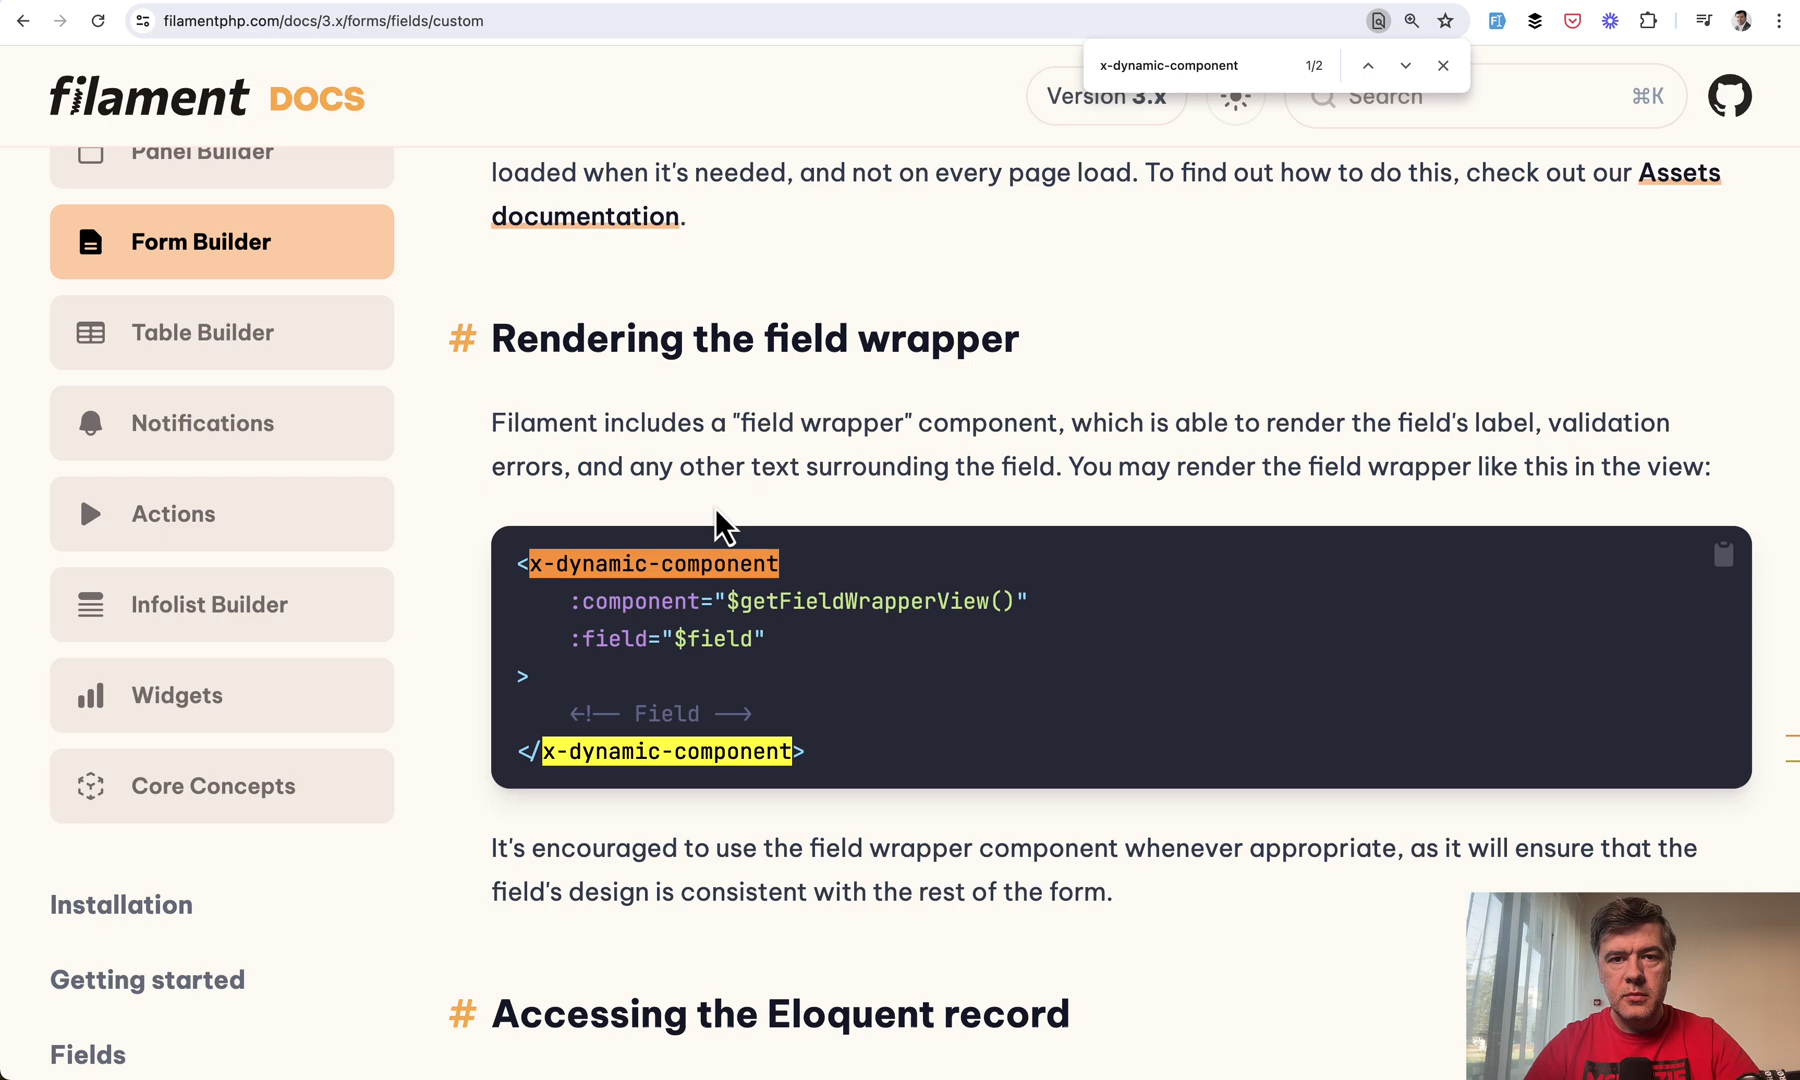 filamentphp.com/docs/3.x/forms/fields/custom
x-dynamic-component 1/2
filament DOCS
Version 3.x
Search ⌘K
Panel Builder
Form Builder
Table Builder
Notifications
Actions
Infolist Builder
Widgets
Core Concepts
Installation
Getting started
Fields
loaded when it's needed, and not on every page load. To find out how to do this, check out our Assets
documentation.
# Rendering the field wrapper
Filament includes a "field wrapper" component, which is able to render the field's label, validation
errors, and any other text surrounding the field. You may render the field wrapper like this in the view:
<x-dynamic-component
:component="$getFieldWrapperView()"
:field="$field"
>
<!-- Field -->
</x-dynamic-component>
It's encouraged to use the field wrapper component whenever appropriate, as it will ensure that the
field's design is consistent with the rest of the form.
# Accessing the Eloquent record